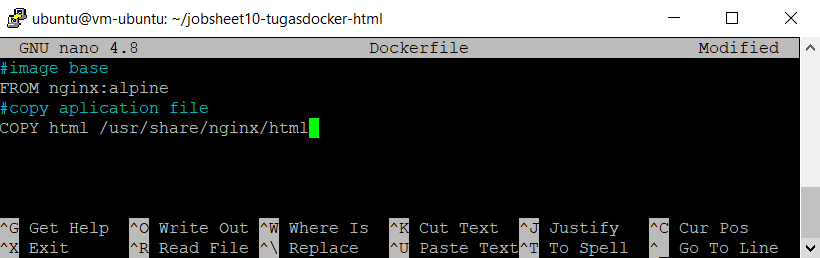 ubuntu@vm-ubuntu: ~/jobsheet10-tugasdocker-html
GNU nano 4.8 Dockerfile Modified
#image base
FROM nginx:alpine
#copy aplication file
COPY html /usr/share/nginx/html
^G Get Help ^O Write Out ^W Where Is ^K Cut Text ^J Justify ^C Cur Pos
^X Exit ^R Read File ^\ Replace ^U Paste Text ^T To Spell ^_ Go To Line